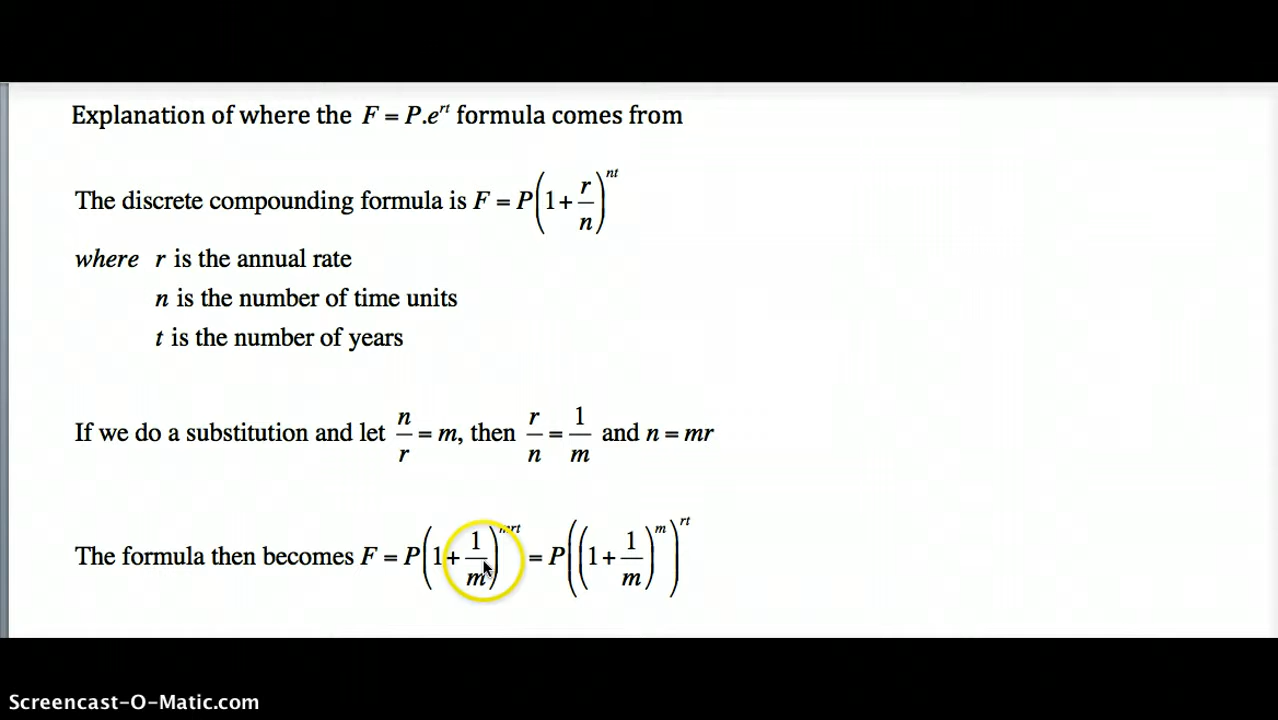 Explanation of where the F = P.e^{rt} formula comes from
The discrete compounding formula is F = P(1 + r/n)^{nt}
where r is the annual rate
n is the number of time units
t is the number of years
If we do a substitution and let n/r = m, then r/n = 1/m and n = mr
The formula then becomes F = P(1 + 1/m)^{mrt} = P((1 + 1/m)^m)^{rt}
Screencast-O-Matic.com